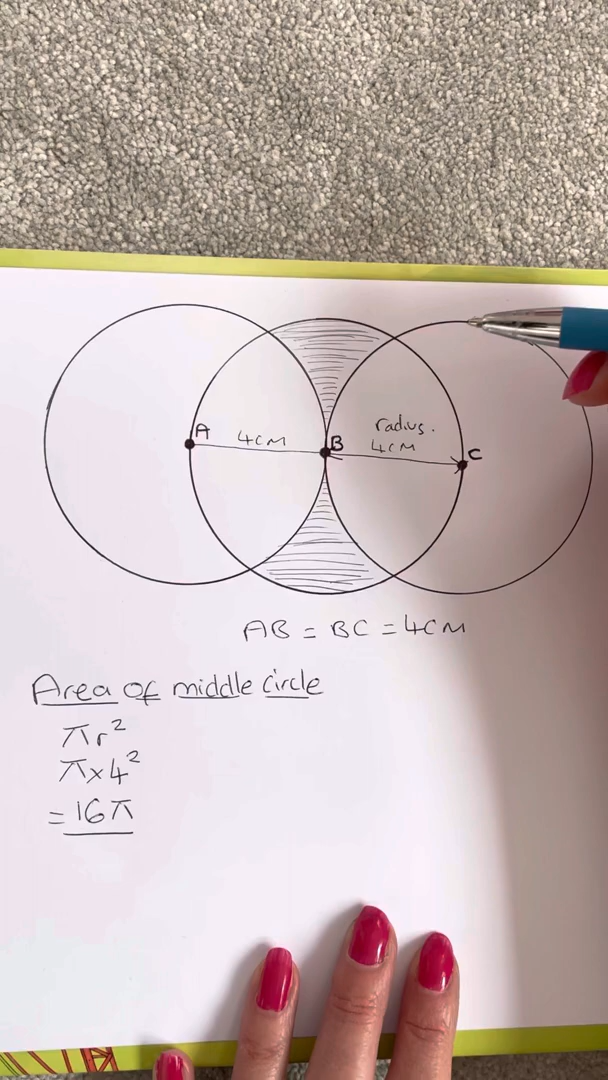 radius.
A 4cm B 4cm C
AB = BC = 4cm
Area of middle circle
πr²
π×4²
= 16π